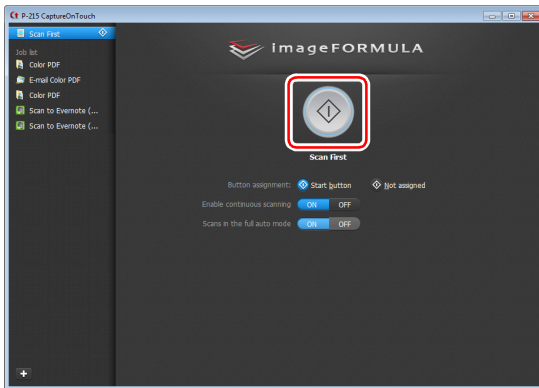 P-215 CaptureOnTouch
Scan First
Job list
Color PDF
E-mail Color PDF
Color PDF
Scan to Evernote (...
Scan to Evernote (...
imageFORMULA
Scan First
Button assignment: Start button Not assigned
Enable continuous scanning ON OFF
Scans in the full auto mode ON OFF